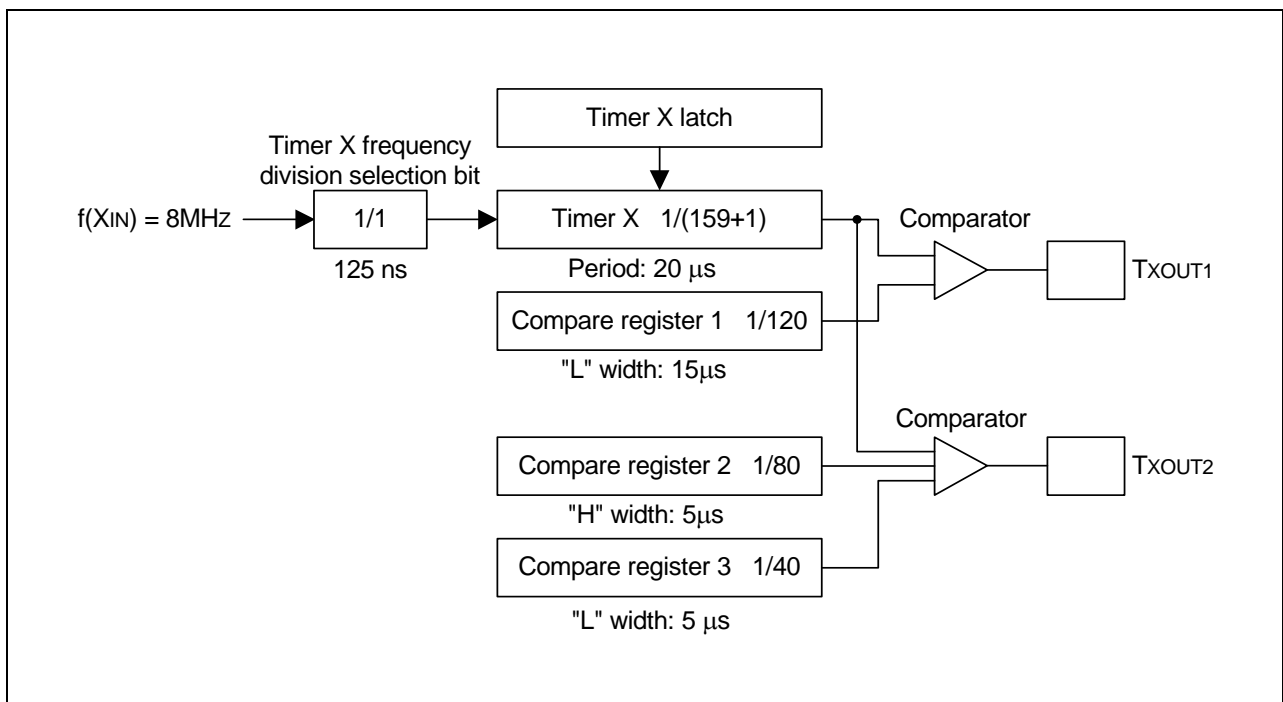 Timer X latch
Timer X frequency
division selection bit
f(XIN) = 8MHz
1/1
125 ns
Timer X 1/(159+1)
Period: 20 μs
Comparator
TXOUT1
Compare register 1 1/120
"L" width: 15μs
Comparator
TXOUT2
Compare register 2 1/80
"H" width: 5μs
Compare register 3 1/40
"L" width: 5 μs